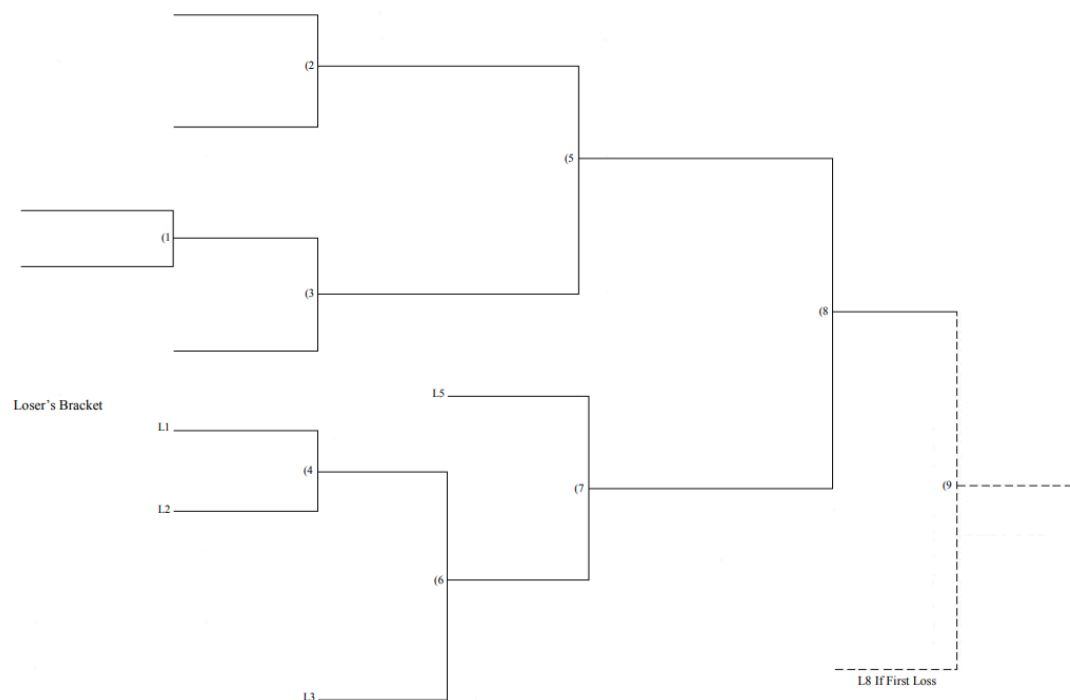 (2
(5
(1
(3
(8
L5
Loser's Bracket
L1
(4
L2
(7
(9
(6
L8 If First Loss
L3